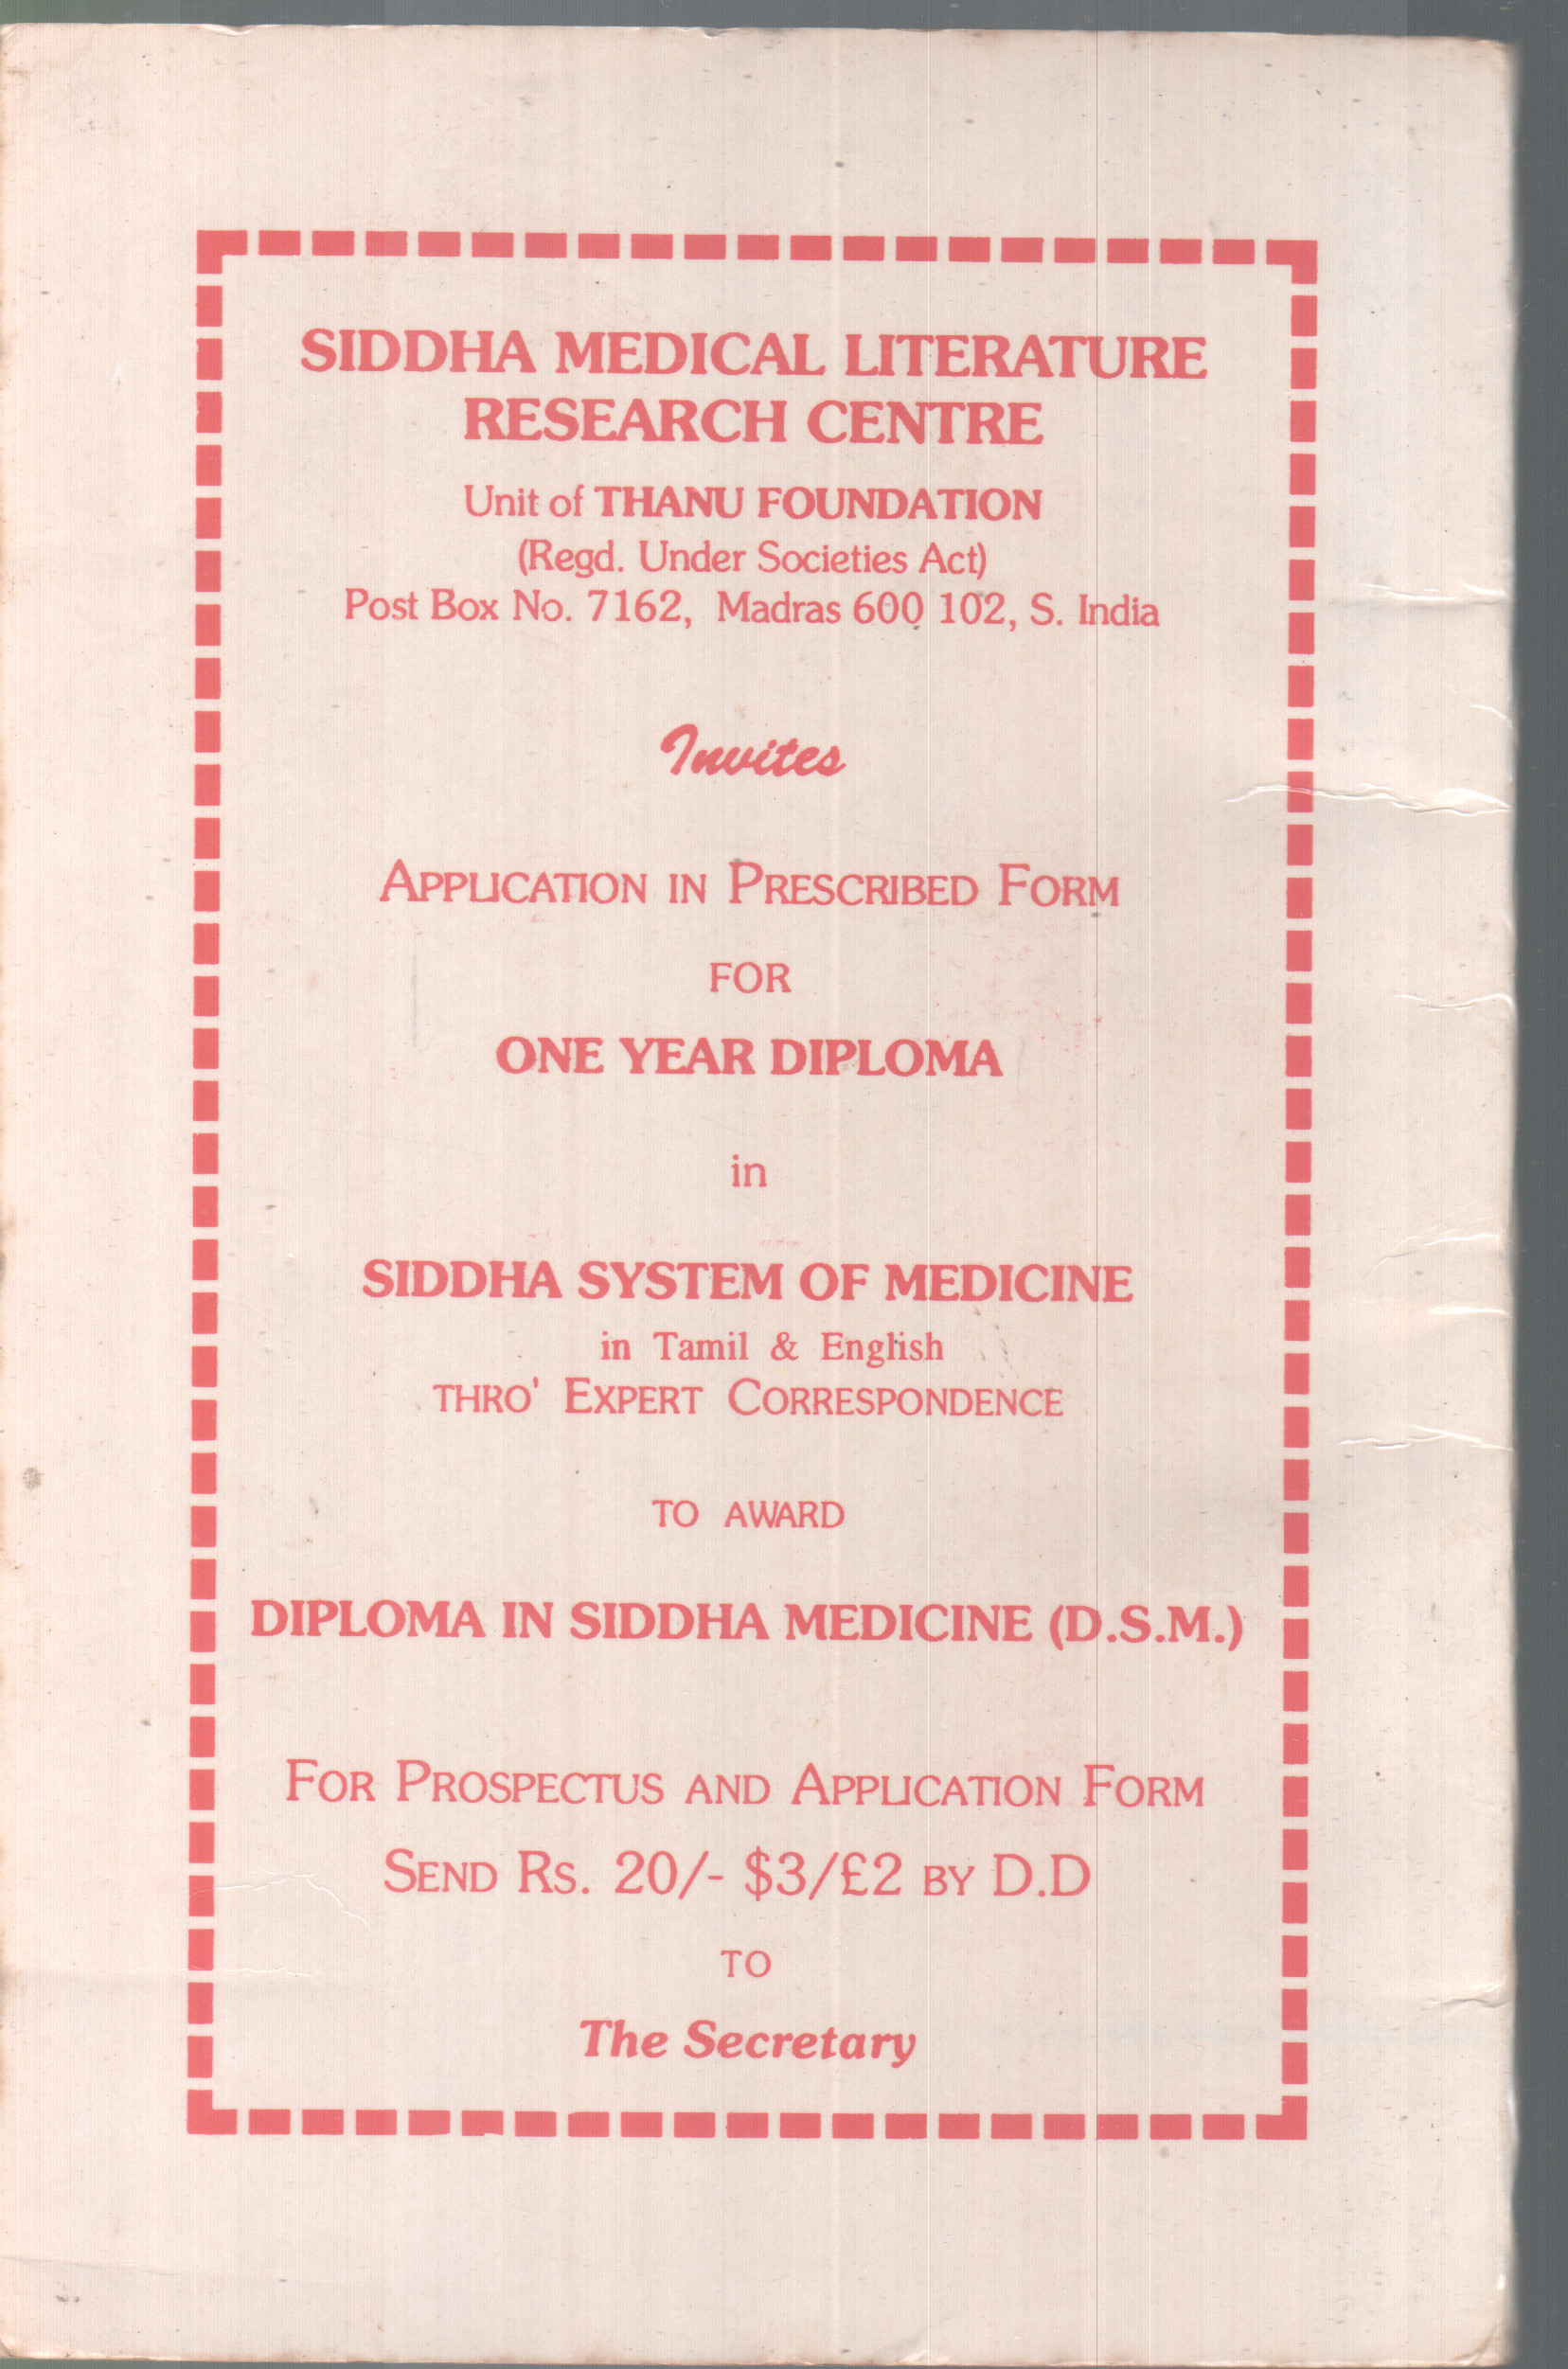 SIDDHA MEDICAL LITERATURE
RESEARCH CENTRE
Unit of THANU FOUNDATION
(Regd. Under Societies Act)
Post Box No. 7162, Madras 600 102, S. India
Invites
APPLICATION IN PRESCRIBED FORM
FOR
ONE YEAR DIPLOMA
in
SIDDHA SYSTEM OF MEDICINE
in Tamil & English
THRO' EXPERT CORRESPONDENCE
TO AWARD
DIPLOMA IN SIDDHA MEDICINE (D.S.M.)
FOR PROSPECTUS AND APPLICATION FORM
SEND RS. 20/- $3/£2 BY D.D
TO
The Secretary